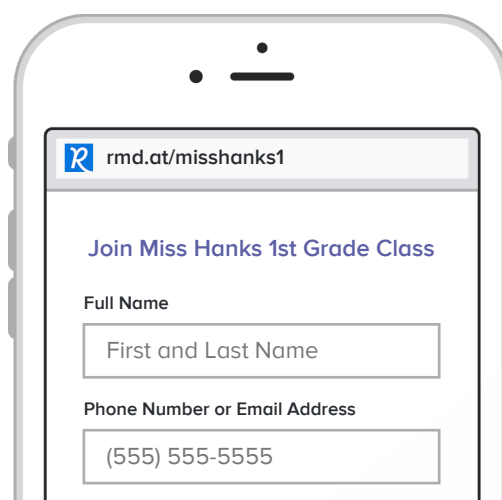 rmd.at/misshanks1
Join Miss Hanks 1st Grade Class
Full Name
First and Last Name
Phone Number or Email Address
(555) 555-5555